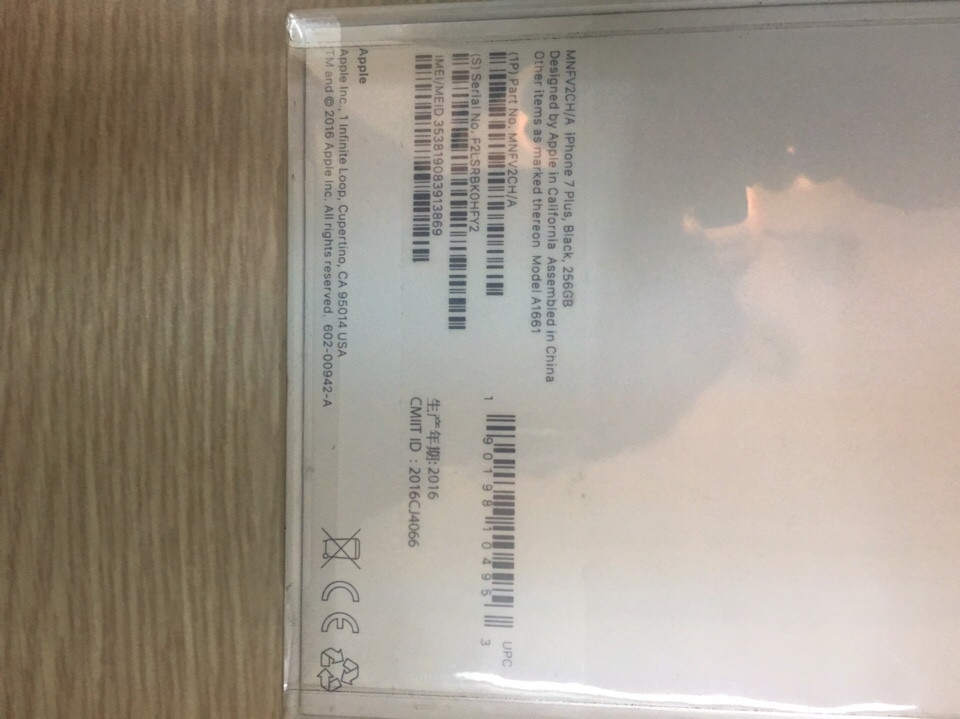 MNFV2CH/A iPhone 7 Plus, Black, 256GB
Designed by Apple in California Assembled in China
Other items as marked thereon Model A1661
(1P) Part No. MNFV2CH/A
(S) Serial No. F2LSRBK0HFY2
IMEI/MEID 353819083913869
UPC
1 90198 10495 3
生产年期: 2016
CMIIT ID : 2016CJ4066
Apple
Apple Inc., 1 Infinite Loop, Cupertino, CA 95014 USA
TM and © 2016 Apple Inc. All rights reserved. 602-00942-A
CE